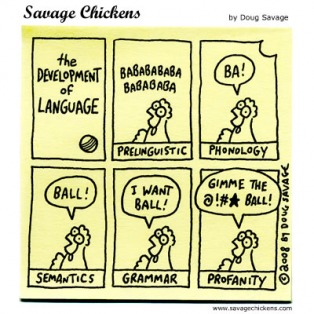 Savage Chickens
by Doug Savage
the
DEVELOPMENT
of
LANGUAGE
BABABABABA
BABABABA
PRELINGUISTIC
BA!
PHONOLOGY
BALL!
SEMANTICS
I WANT
BALL!
GRAMMAR
GIMME THE
@!#★ BALL!
PROFANITY
©2008 BY DOUG SAVAGE
www.savagechickens.com